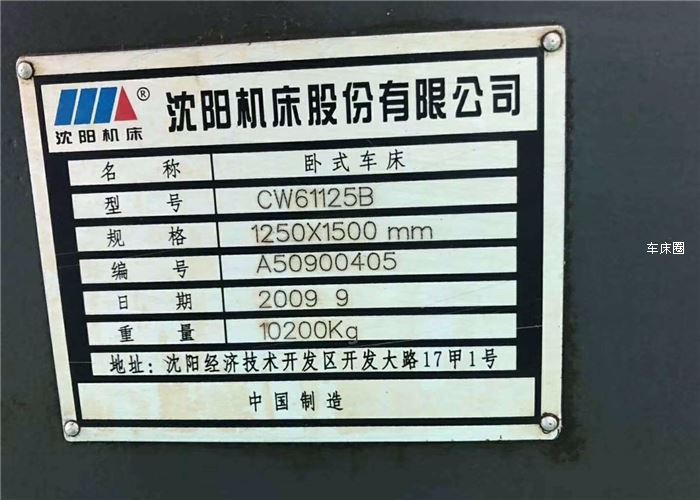 沈阳机床股份有限公司
®
沈阳机床
名 称 卧式车床
型 号 CW61125B
规 格 1250X1500 mm
编 号 A50900405
日 期 2009 9
重 量 10200Kg
地址: 沈阳经济技术开发区开发大路17甲1号
中国制造
车床圈